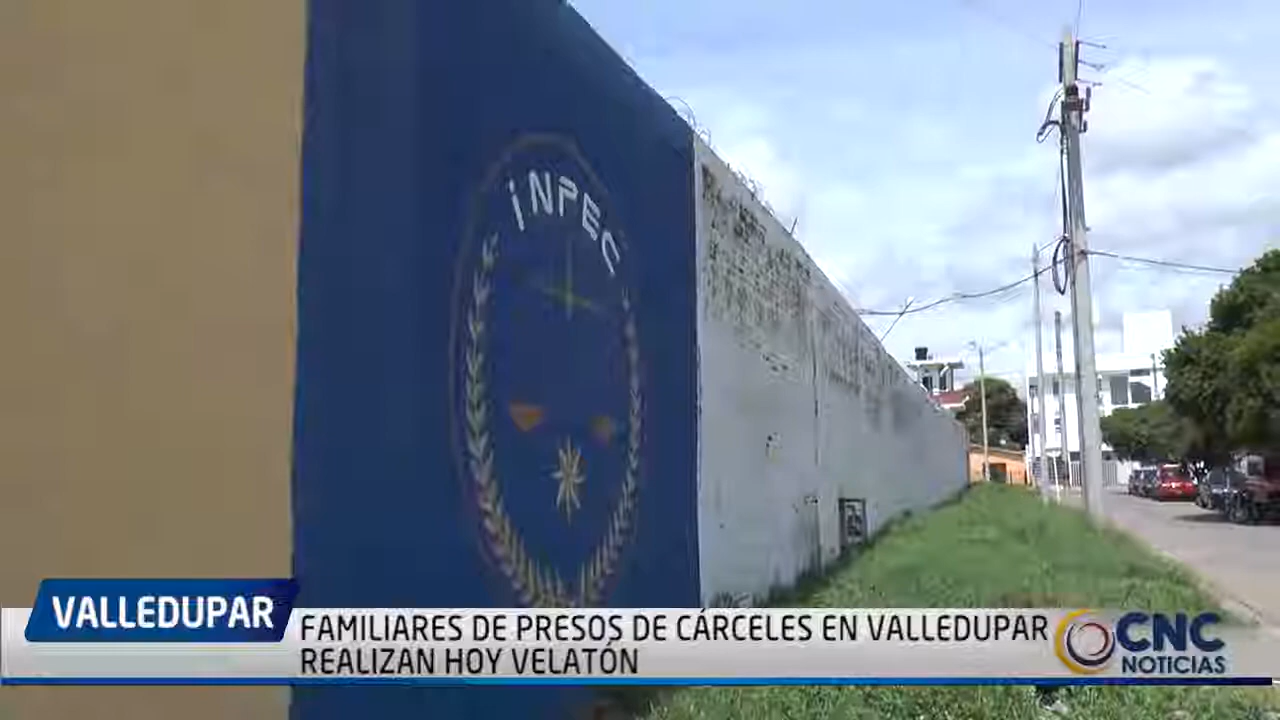 INPEC
VALLEDUPAR
FAMILIARES DE PRESOS DE CÁRCELES EN VALLEDUPAR
REALIZAN HOY VELATÓN
CNC
NOTICIAS